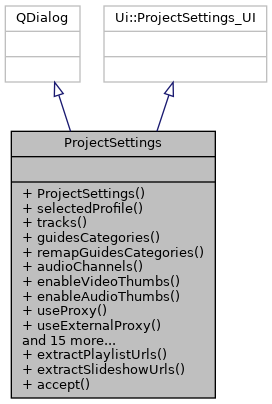 QDialog
Ui::ProjectSettings_UI
ProjectSettings
+ ProjectSettings()
+ selectedProfile()
+ tracks()
+ guidesCategories()
+ remapGuidesCategories()
+ audioChannels()
+ enableVideoThumbs()
+ enableAudioThumbs()
+ useProxy()
+ useExternalProxy()
and 15 more...
+ extractPlaylistUrls()
+ extractSlideshowUrls()
+ accept()